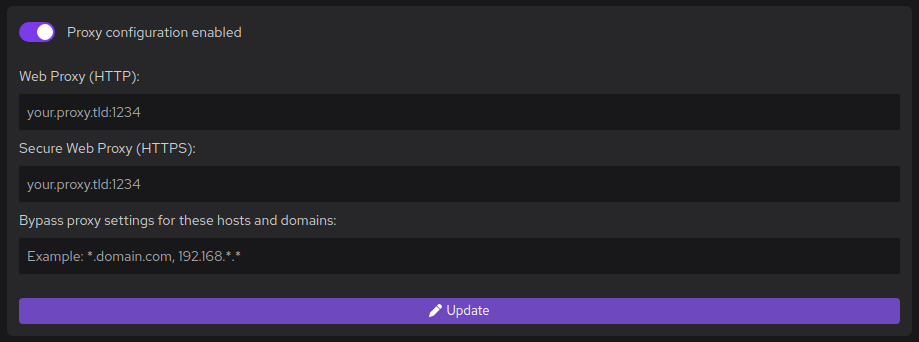 Proxy configuration enabled
Web Proxy (HTTP):
your.proxy.tld:1234
Secure Web Proxy (HTTPS):
your.proxy.tld:1234
Bypass proxy settings for these hosts and domains:
Example: *.domain.com, 192.168.*.*
Update